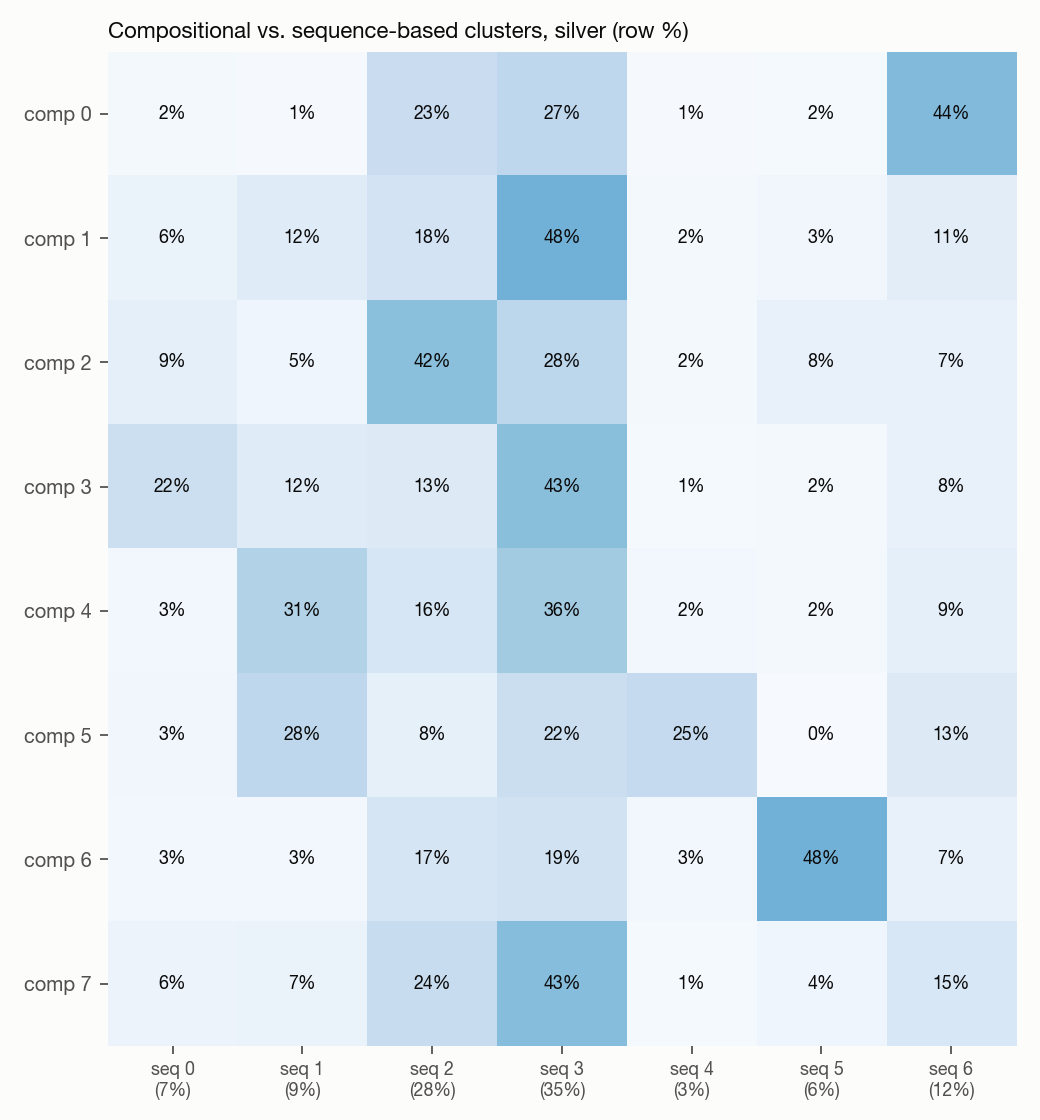 Compositional vs. sequence-based clusters, silver (row %)
comp 0 2% 1% 23% 27% 1% 2% 44%
comp 1 6% 12% 18% 48% 2% 3% 11%
comp 2 9% 5% 42% 28% 2% 8% 7%
comp 3 22% 12% 13% 43% 1% 2% 8%
comp 4 3% 31% 16% 36% 2% 2% 9%
comp 5 3% 28% 8% 22% 25% 0% 13%
comp 6 3% 3% 17% 19% 3% 48% 7%
comp 7 6% 7% 24% 43% 1% 4% 15%
seq 0 seq 1 seq 2 seq 3 seq 4 seq 5 seq 6
(7%) (9%) (28%) (35%) (3%) (6%) (12%)